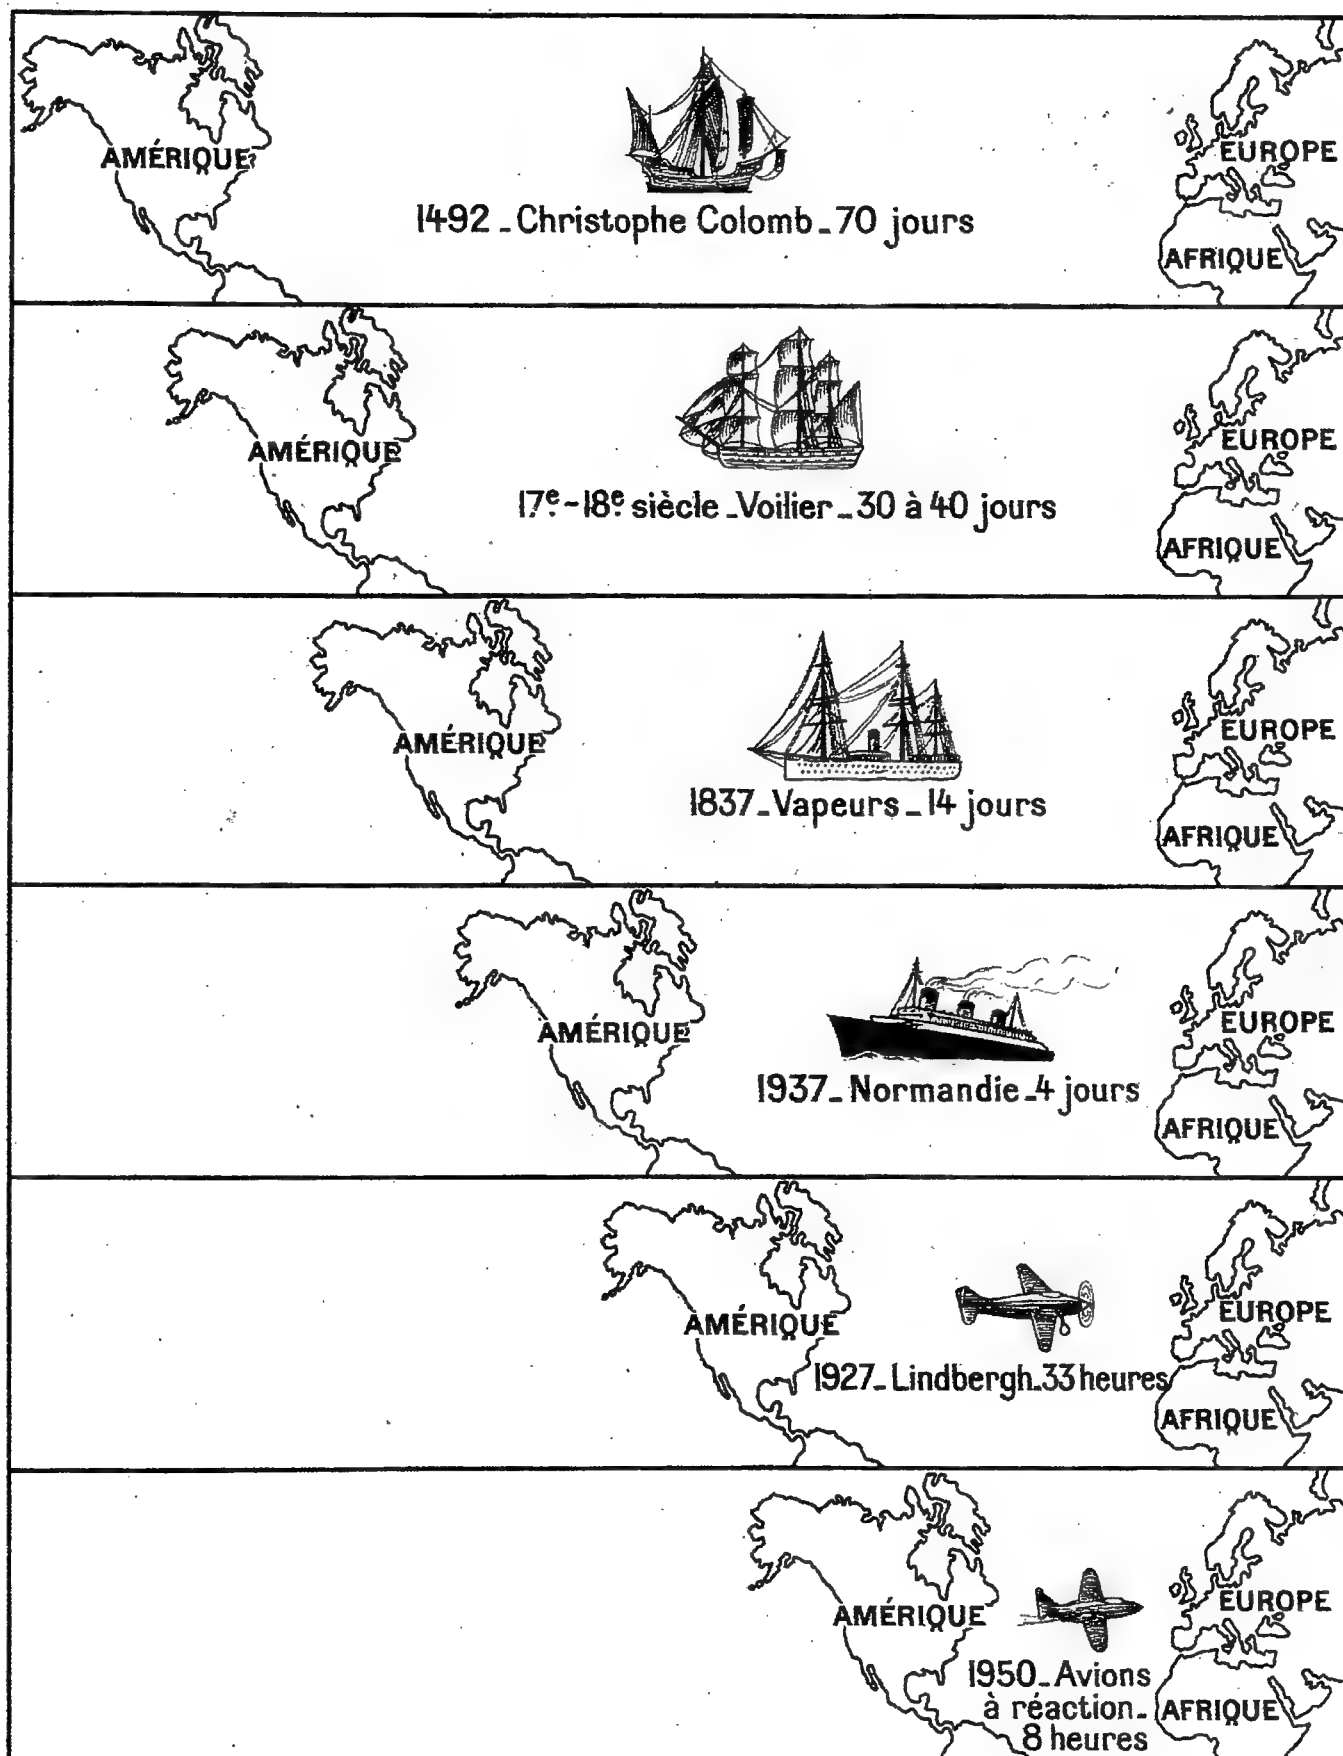 AMÉRIQUE
EUROPE
AFRIQUE
1492 - Christophe Colomb - 70 jours
AMÉRIQUE
EUROPE
AFRIQUE
17e - 18e siècle - Voilier - 30 à 40 jours
AMÉRIQUE
EUROPE
AFRIQUE
1837 - Vapeurs - 14 jours
AMÉRIQUE
EUROPE
AFRIQUE
1937 - Normandie - 4 jours
AMÉRIQUE
EUROPE
AFRIQUE
1927 - Lindbergh - 33 heures
AMÉRIQUE
EUROPE
AFRIQUE
1950 - Avions
à réaction -
8 heures